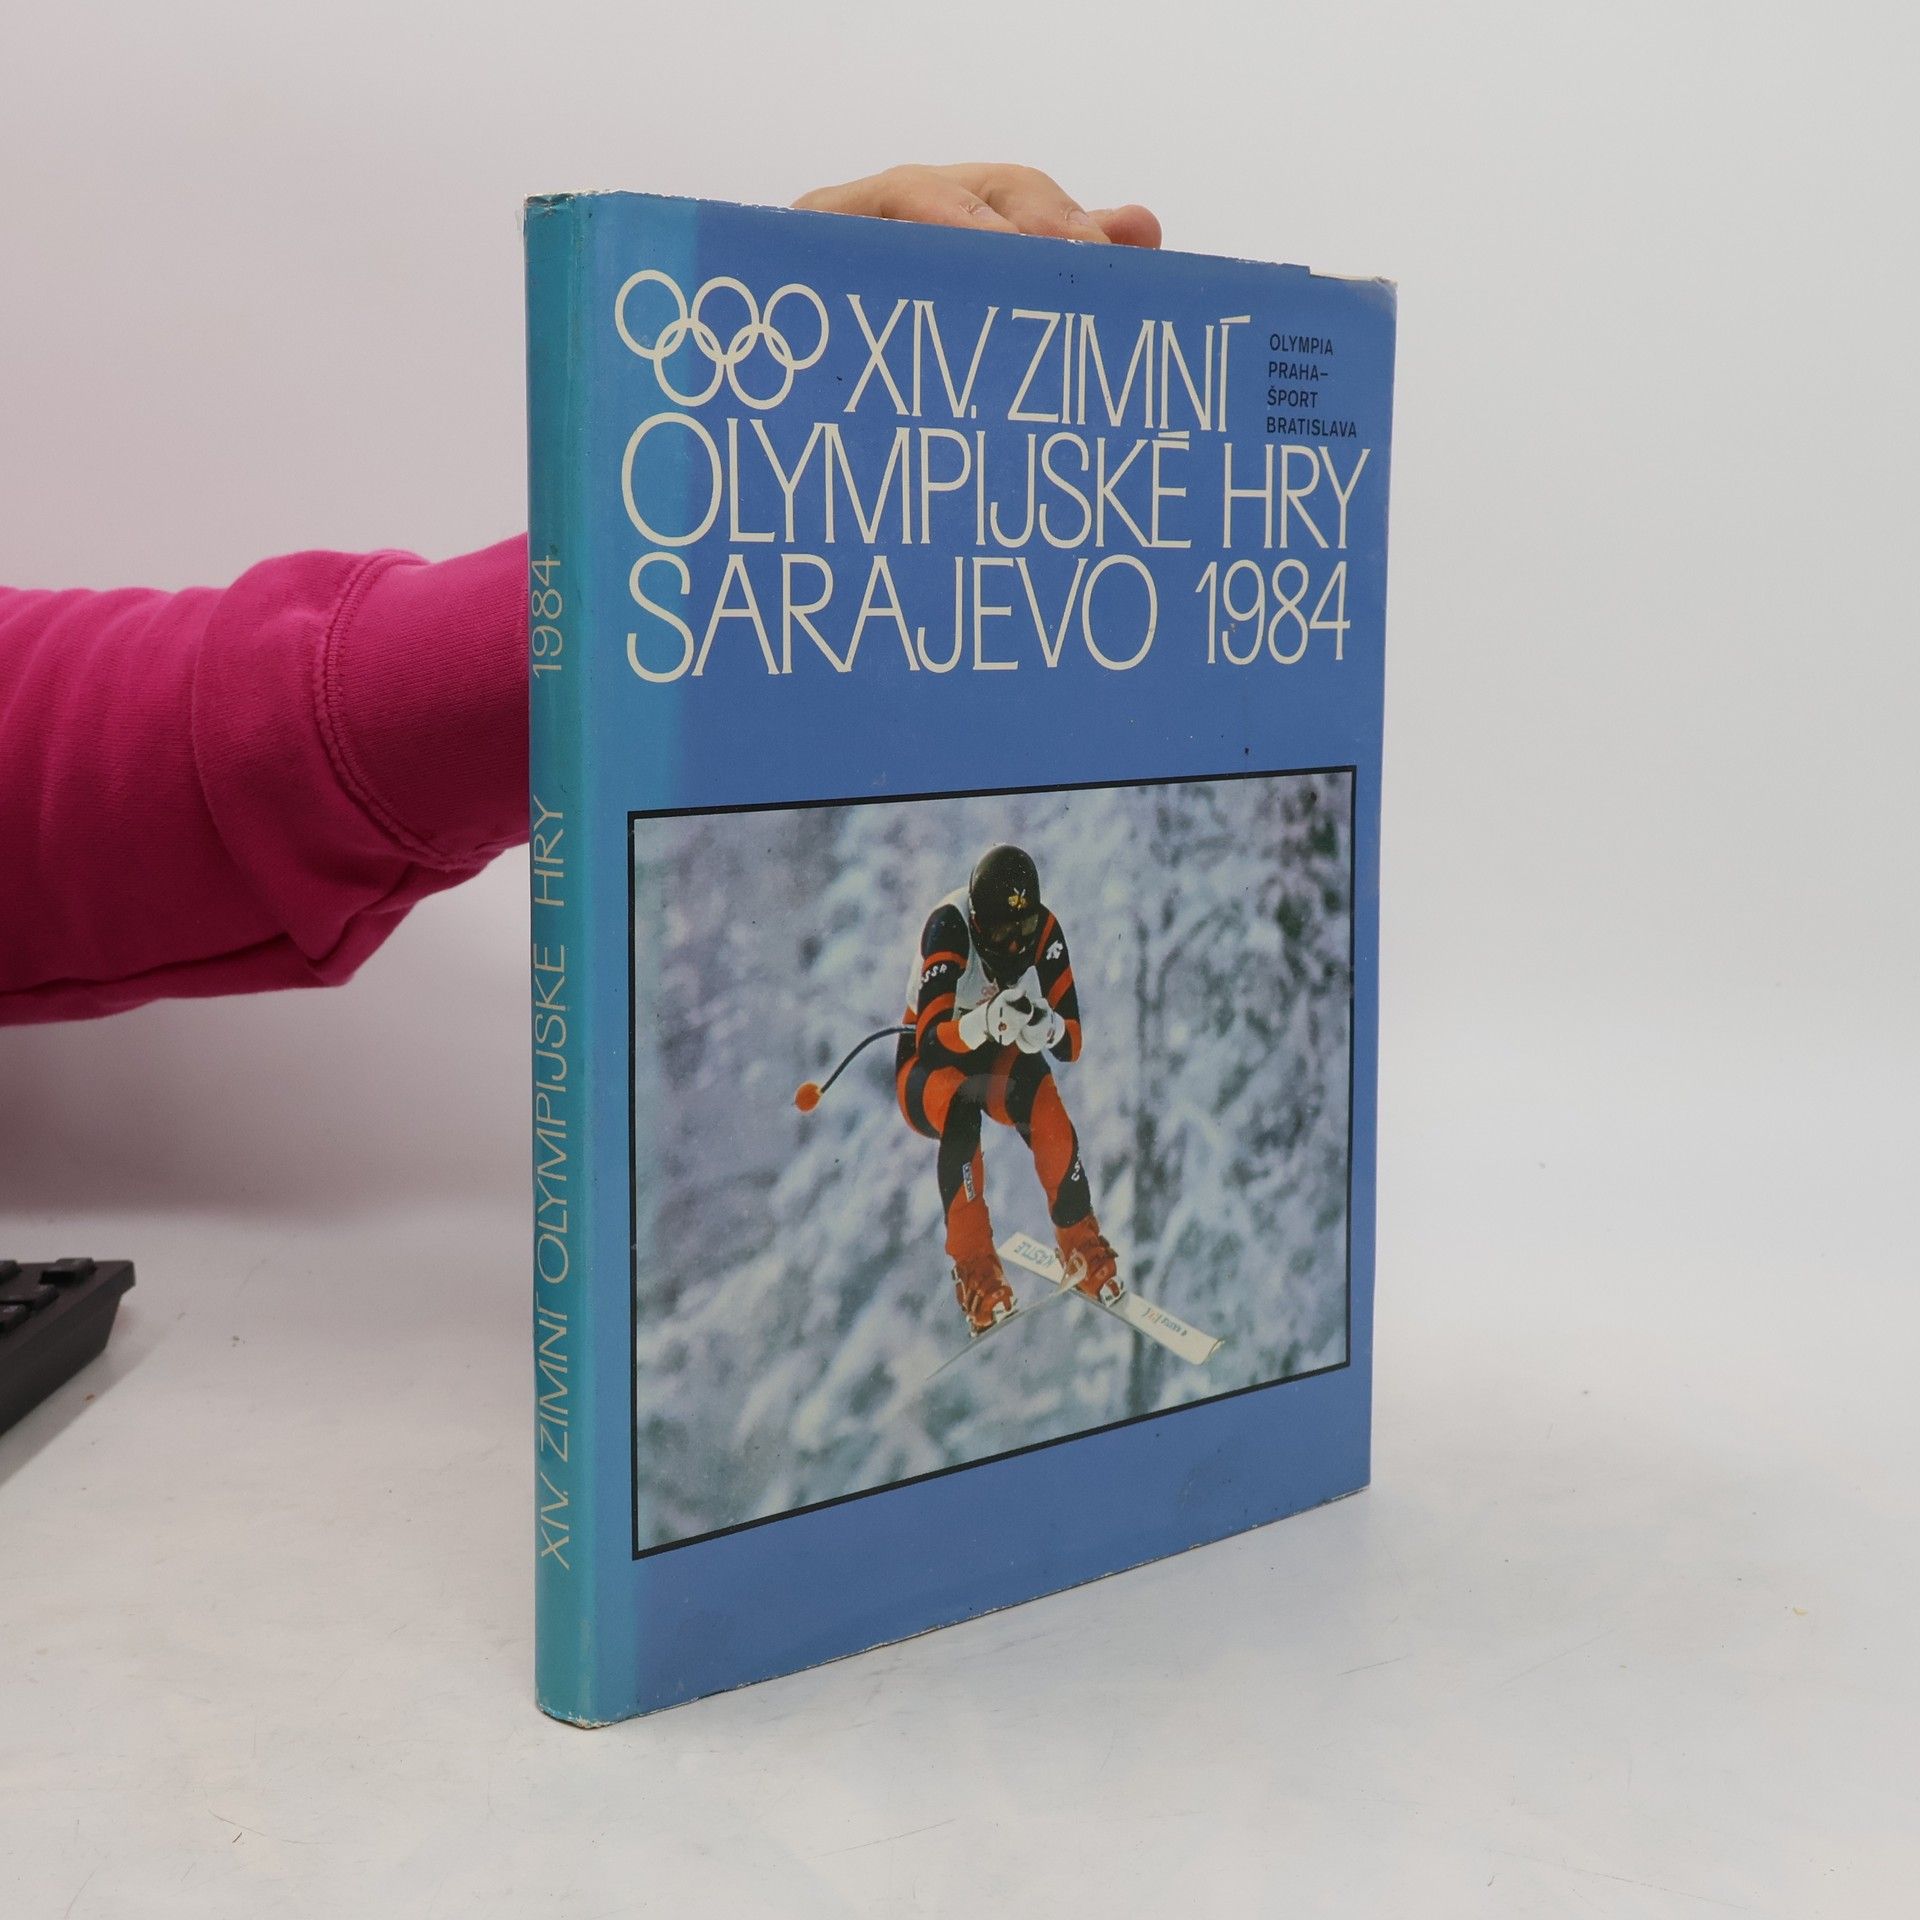 XIV. ZIMNÍ
OLYMPIA
PRAHA–
ŠPORT
BRATISLAVA
OLYMPIJSKÉ HRY
SARAJEVO 1984
XIV. ZIMNÍ OLYMPIJSKÉ HRY 1984